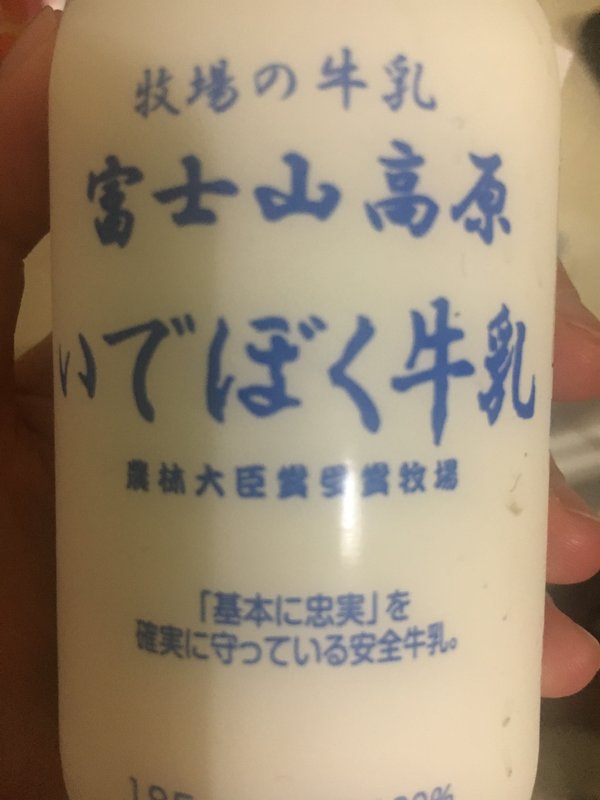 牧場の牛乳
富士山高原
いでぼく牛乳
農林大臣賞受賞牧場
「基本に忠実」を
確実に守っている安全牛乳。